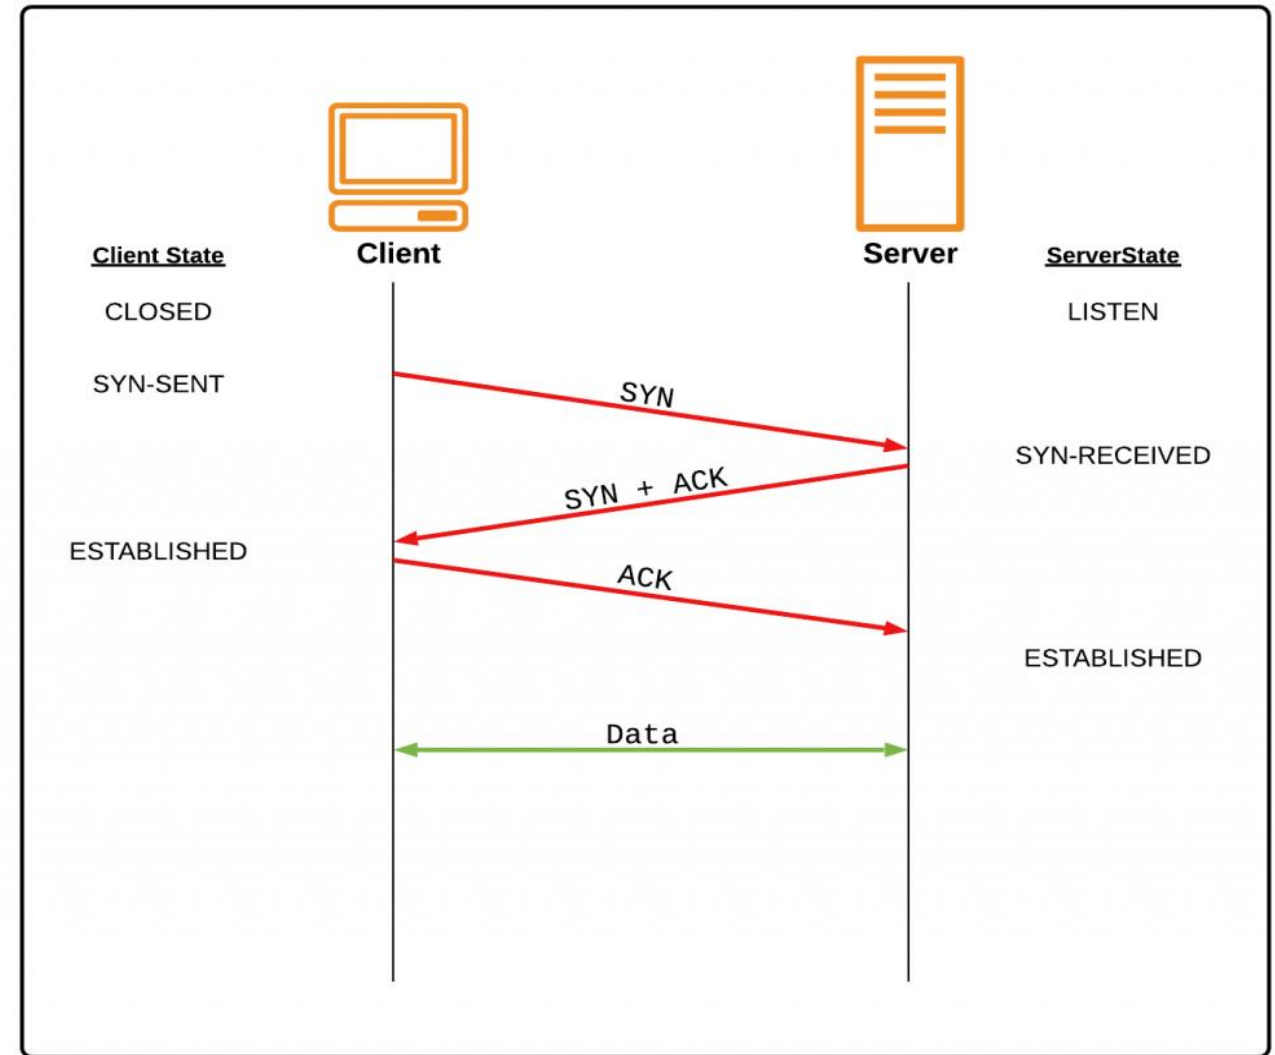 Client State
Client
Server
ServerState
CLOSED
LISTEN
SYN-SENT
SYN
SYN-RECEIVED
SYN + ACK
ESTABLISHED
ACK
ESTABLISHED
Data